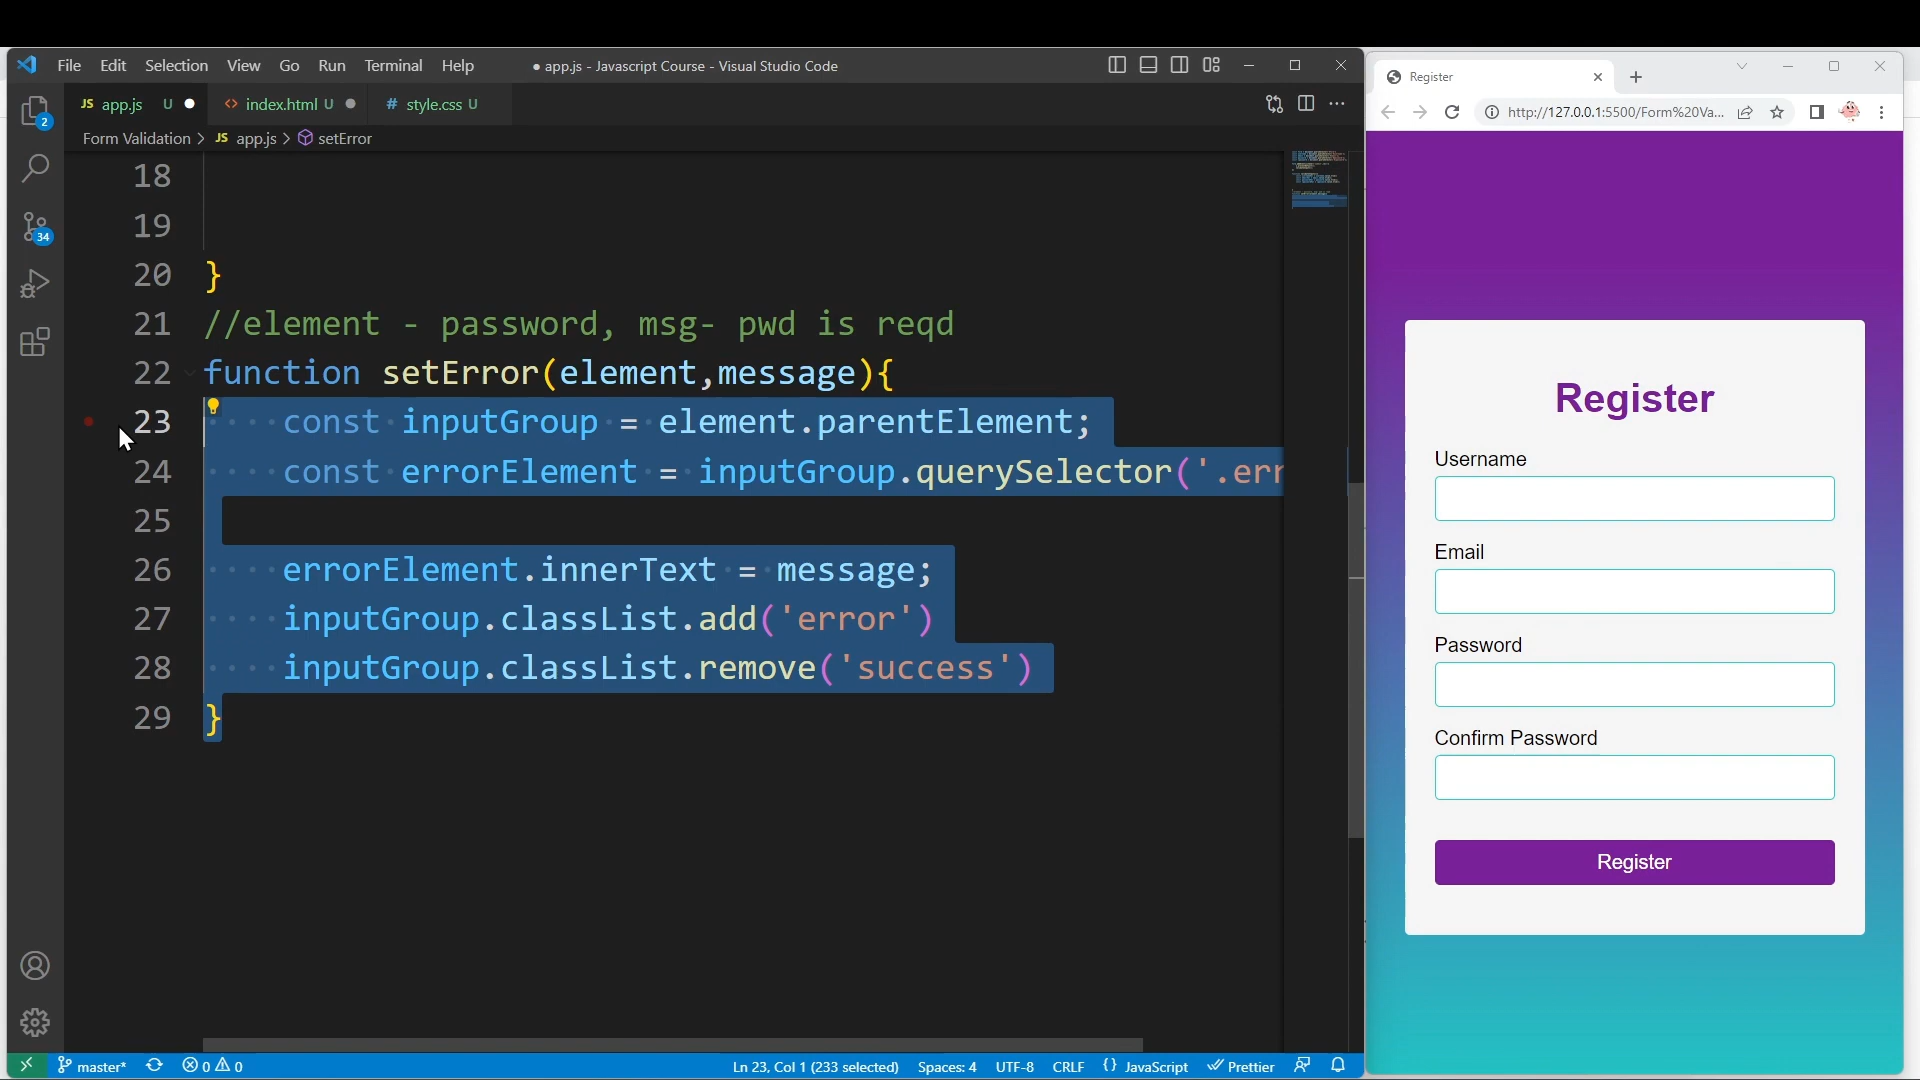 File Edit Selection View Go Run Terminal Help
● app.js - Javascript Course - Visual Studio Code
JS app.js U ●
<> index.html U ●
# style.css U
Form Validation > JS app.js > setError
2
34
18
19
20 }
21 //element - password, msg- pwd is reqd
22 function setError(element,message){
23 const inputGroup = element.parentElement;
24 const errorElement = inputGroup.querySelector('.err
25
26 errorElement.innerText = message;
27 inputGroup.classList.add('error')
28 inputGroup.classList.remove('success')
29 }
master* 0 0 Ln 23, Col 1 (233 selected) Spaces: 4 UTF-8 CRLF {} JavaScript Prettier
Register
http://127.0.0.1:5500/Form%20Va...
Register
Username
Email
Password
Confirm Password
Register